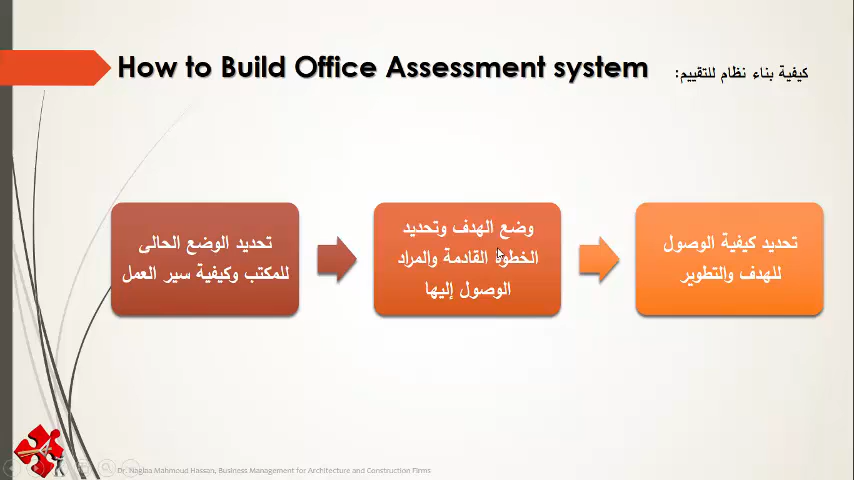 How to Build Office Assessment system
كيفية بناء نظام للتقييم:
تحديد الوضع الحالى
للمكتب وكيفية سير العمل
وضع الهدف وتحديد
الخطوة القادمة والمراد
الوصول إليها
تحديد كيفية الوصول
للهدف والتطوير
Dr. Naglaa Mahmoud Hassan, Business Management for Architecture and Construction Firms